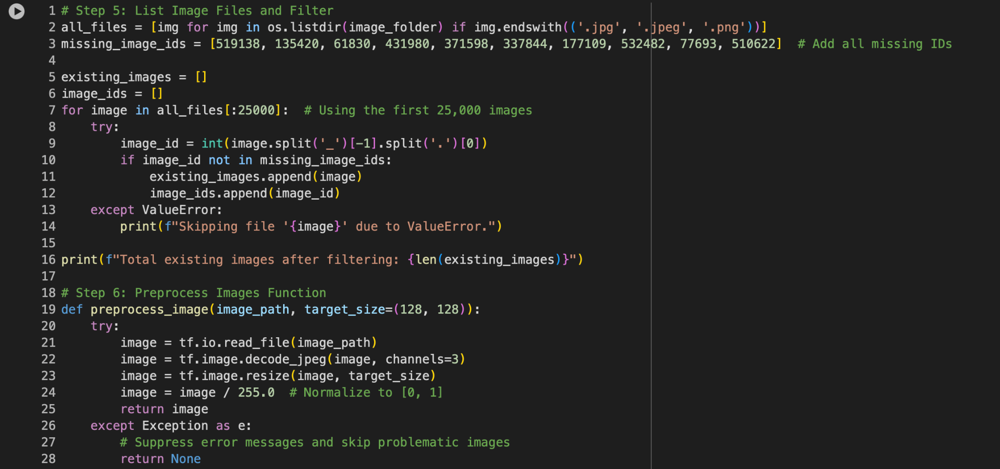 1 # Step 5: List Image Files and Filter
2 all_files = [img for img in os.listdir(image_folder) if img.endswith(('.jpg', '.jpeg', '.png'))]
3 missing_image_ids = [519138, 135420, 61830, 431980, 371598, 337844, 177109, 532482, 77693, 510622]  # Add all missing IDs
4
5 existing_images = []
6 image_ids = []
7 for image in all_files[:25000]:  # Using the first 25,000 images
8     try:
9         image_id = int(image.split('_')[-1].split('.')[0])
10         if image_id not in missing_image_ids:
11             existing_images.append(image)
12             image_ids.append(image_id)
13     except ValueError:
14         print(f"Skipping file '{image}' due to ValueError.")
15
16 print(f"Total existing images after filtering: {len(existing_images)}")
17
18 # Step 6: Preprocess Images Function
19 def preprocess_image(image_path, target_size=(128, 128)):
20     try:
21         image = tf.io.read_file(image_path)
22         image = tf.image.decode_jpeg(image, channels=3)
23         image = tf.image.resize(image, target_size)
24         image = image / 255.0  # Normalize to [0, 1]
25         return image
26     except Exception as e:
27         # Suppress error messages and skip problematic images
28         return None